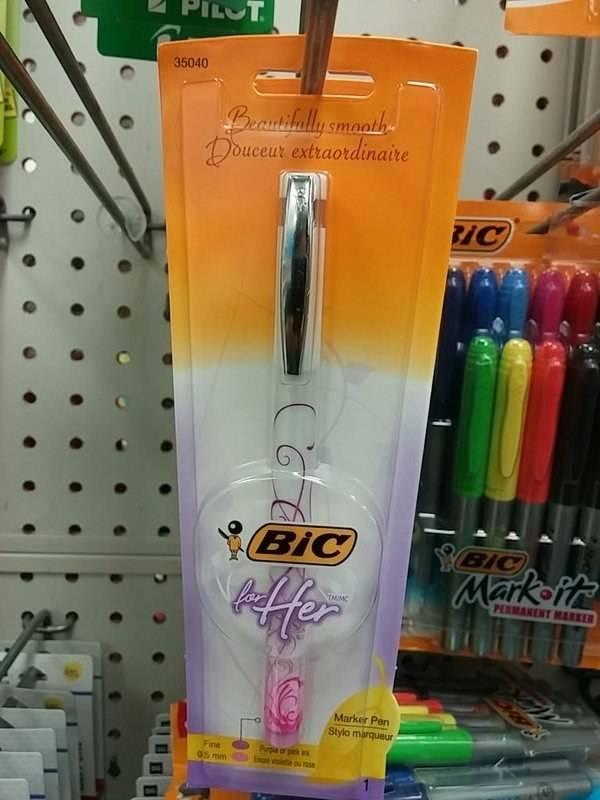 PILOT
35040
Beautifully smooth
Douceur extraordinaire
BiC
for Her TM/MC
Marker Pen
Stylo marqueur
Fine
0.5 mm
Purple or pink ink
Encre violette ou rose
1
BiC
BiC
Mark-it
PERMANENT MARKER
BiC